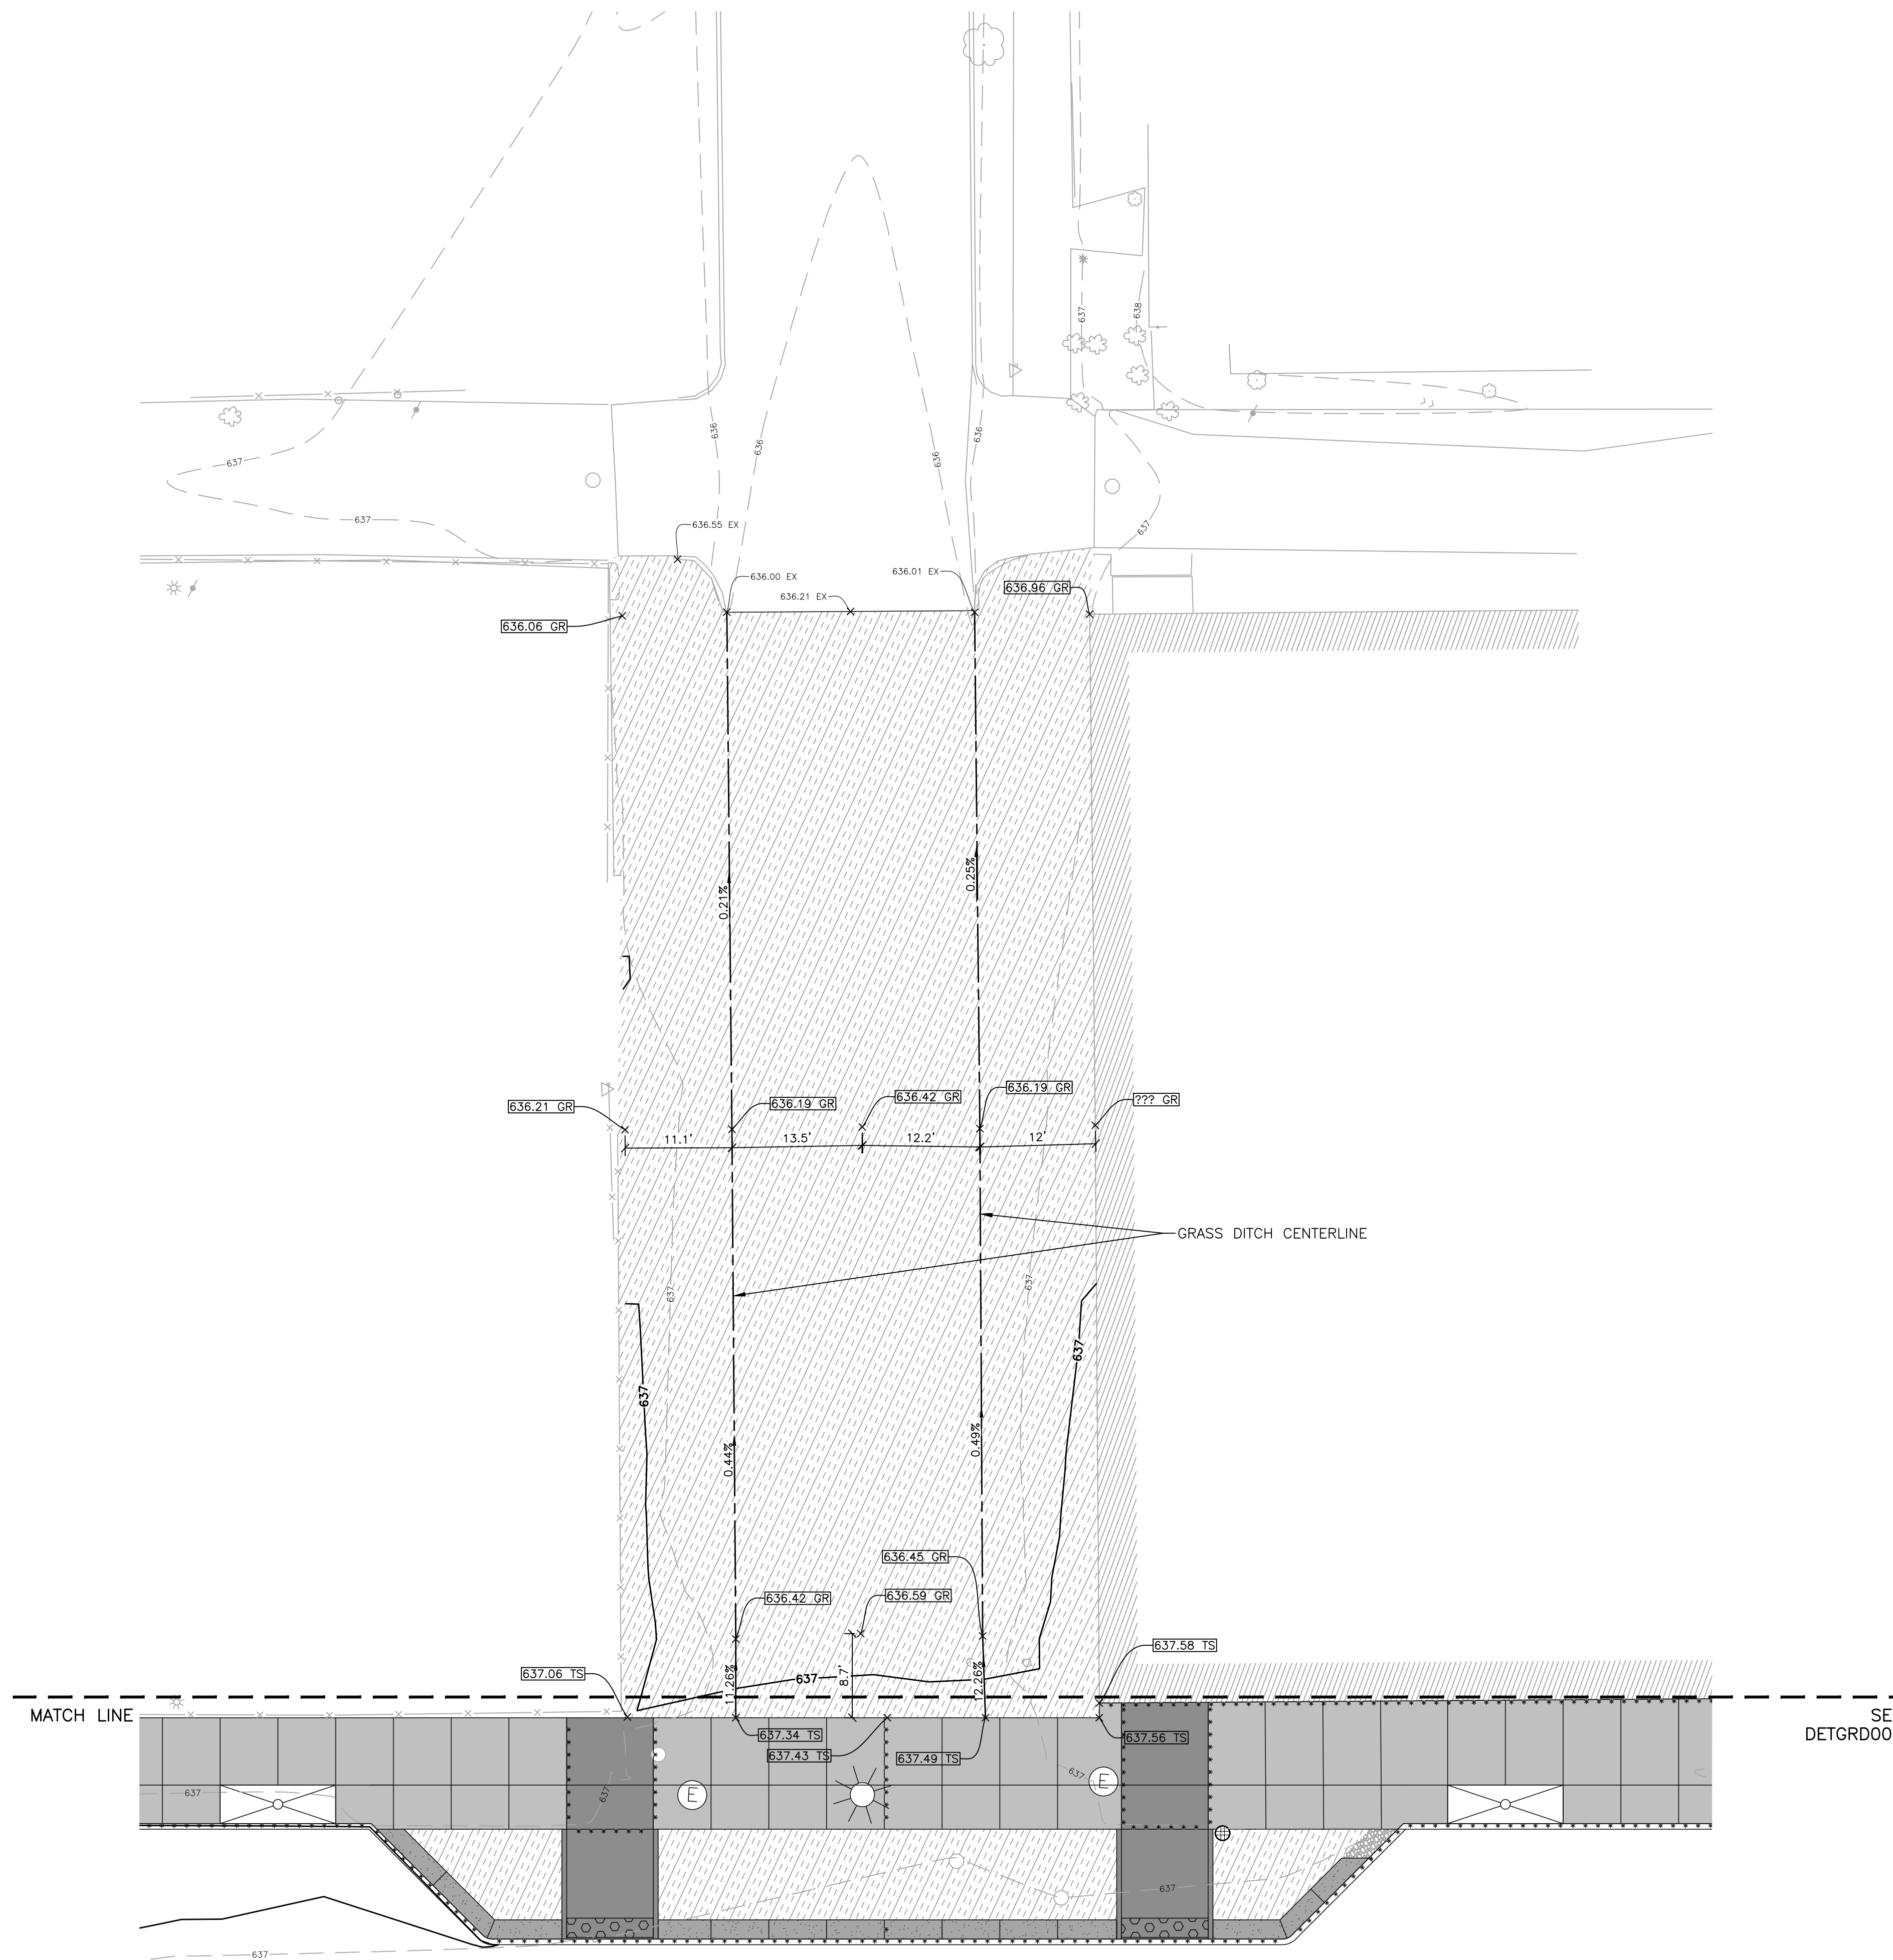 637
638
636
636
636
636
637
637
637
636.55 EX
636.00 EX
636.01 EX
636.21 EX
636.96 GR
636.06 GR
0.21%
0.25%
636.21 GR
636.19 GR
636.42 GR
636.19 GR
??? GR
11.1'
13.5'
12.2'
12'
GRASS DITCH CENTERLINE
637
637
637
637
0.44%
0.49%
636.45 GR
636.42 GR
636.59 GR
637.06 TS
637.58 TS
11.26%
637
8.7'
12.26%
MATCH LINE
SE
DETGRD00
637.34 TS
637.43 TS
637.49 TS
637.56 TS
637
637
637
E
E
637
637